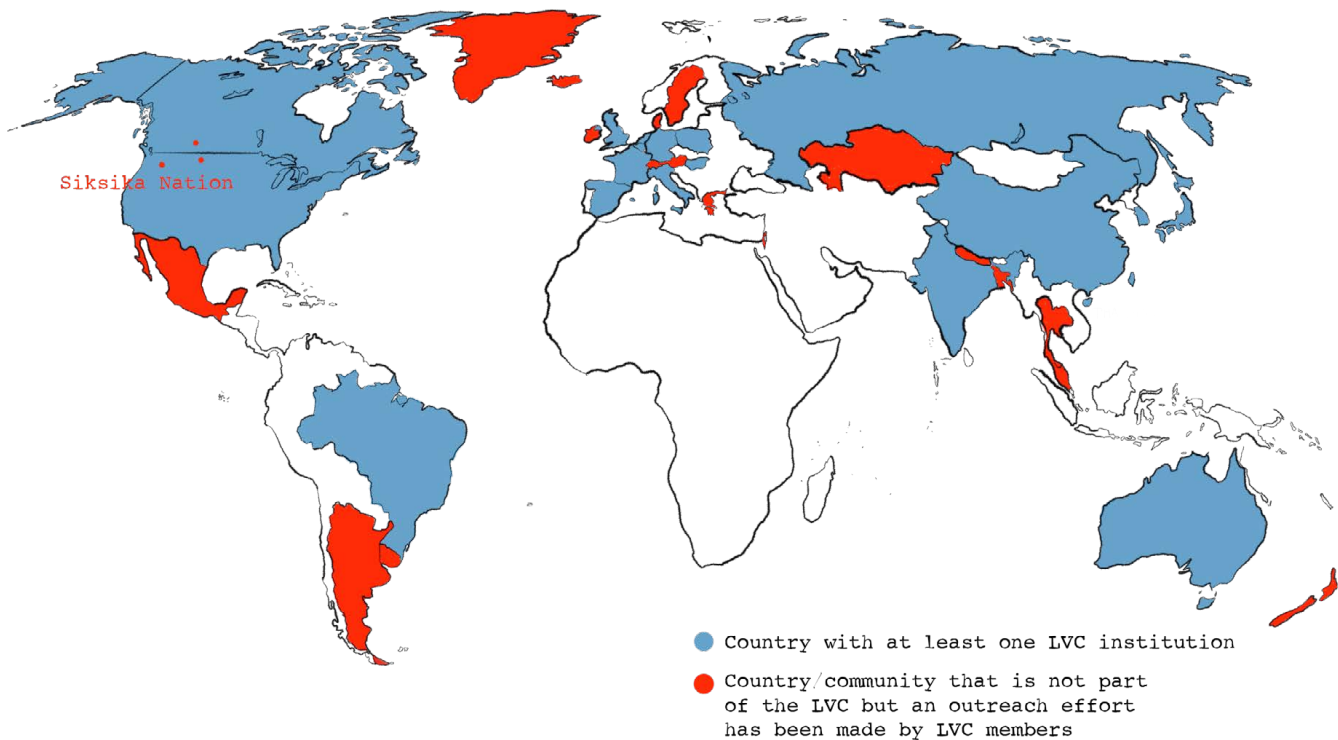 Siksika Nation
Country with at least one LVC institution
Country/community that is not part
of the LVC but an outreach effort
has been made by LVC members